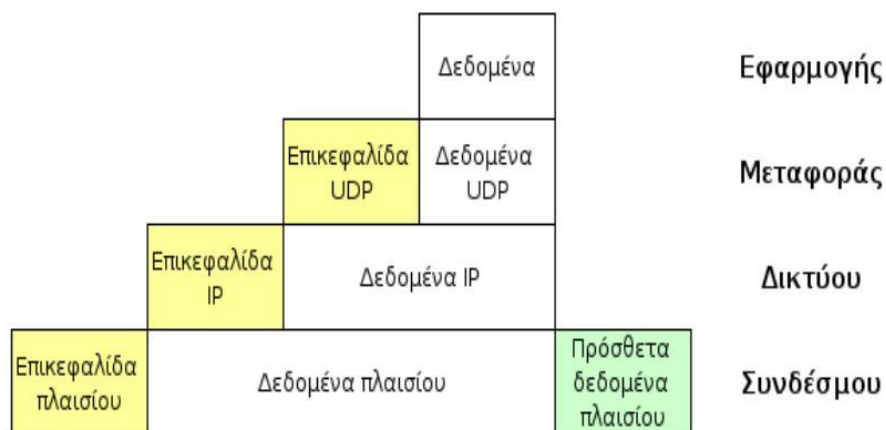 Δεδομένα
Εφαρμογής
Επικεφαλίδα
UDP
Δεδομένα
UDP
Μεταφοράς
Επικεφαλίδα
IP
Δεδομένα IP
Δικτύου
Επικεφαλίδα
πλαισίου
Δεδομένα πλαισίου
Πρόσθετα
δεδομένα
πλαισίου
Συνδέσμου